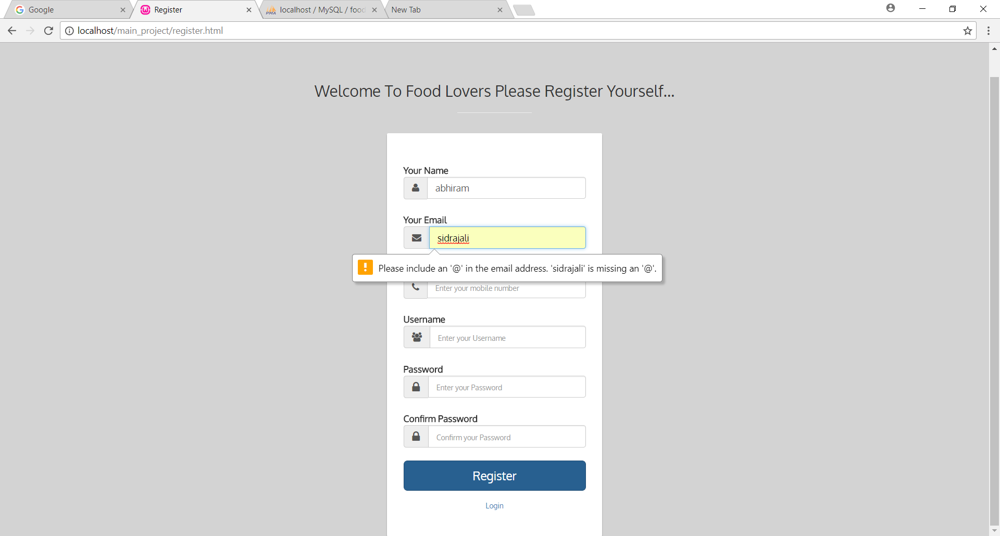 Google
Register
localhost / MySQL / food
New Tab
localhost/main_project/register.html
Welcome To Food Lovers Please Register Yourself...
Your Name
abhiram
Your Email
sidrajali
Please include an '@' in the email address. 'sidrajali' is missing an '@'.
Enter your mobile number
Username
Enter your Username
Password
Enter your Password
Confirm Password
Confirm your Password
Register
Login